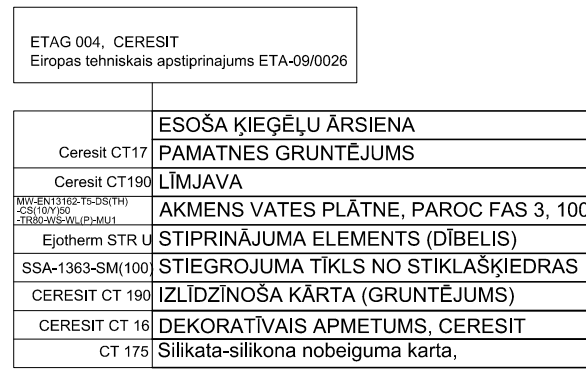 ETAG 004, CERESIT
Eiropas tehniskais apstiprinajums ETA-09/0026
ESOŠA ĶIEĢĒĻU ĀRSIENA
Ceresit CT17 PAMATNES GRUNTĒJUMS
Ceresit CT190 LĪMJAVA
MW-EN13162-T5-DS(TH)
-CS(10/Y)50
-TR80-WS-WL(P)-MU1
AKMENS VATES PLĀTNE, PAROC FAS 3, 100
Ejotherm STR U STIPRINĀJUMA ELEMENTS (DĪBELIS)
SSA-1363-SM(100) STIEGROJUMA TĪKLS NO STIKLAŠĶIEDRAS
CERESIT CT 190 IZLĪDZĪNOŠA KĀRTA (GRUNTĒJUMS)
CERESIT CT 16 DEKORATĪVAIS APMETUMS, CERESIT
CT 175 Silikata-silikona nobeiguma karta,